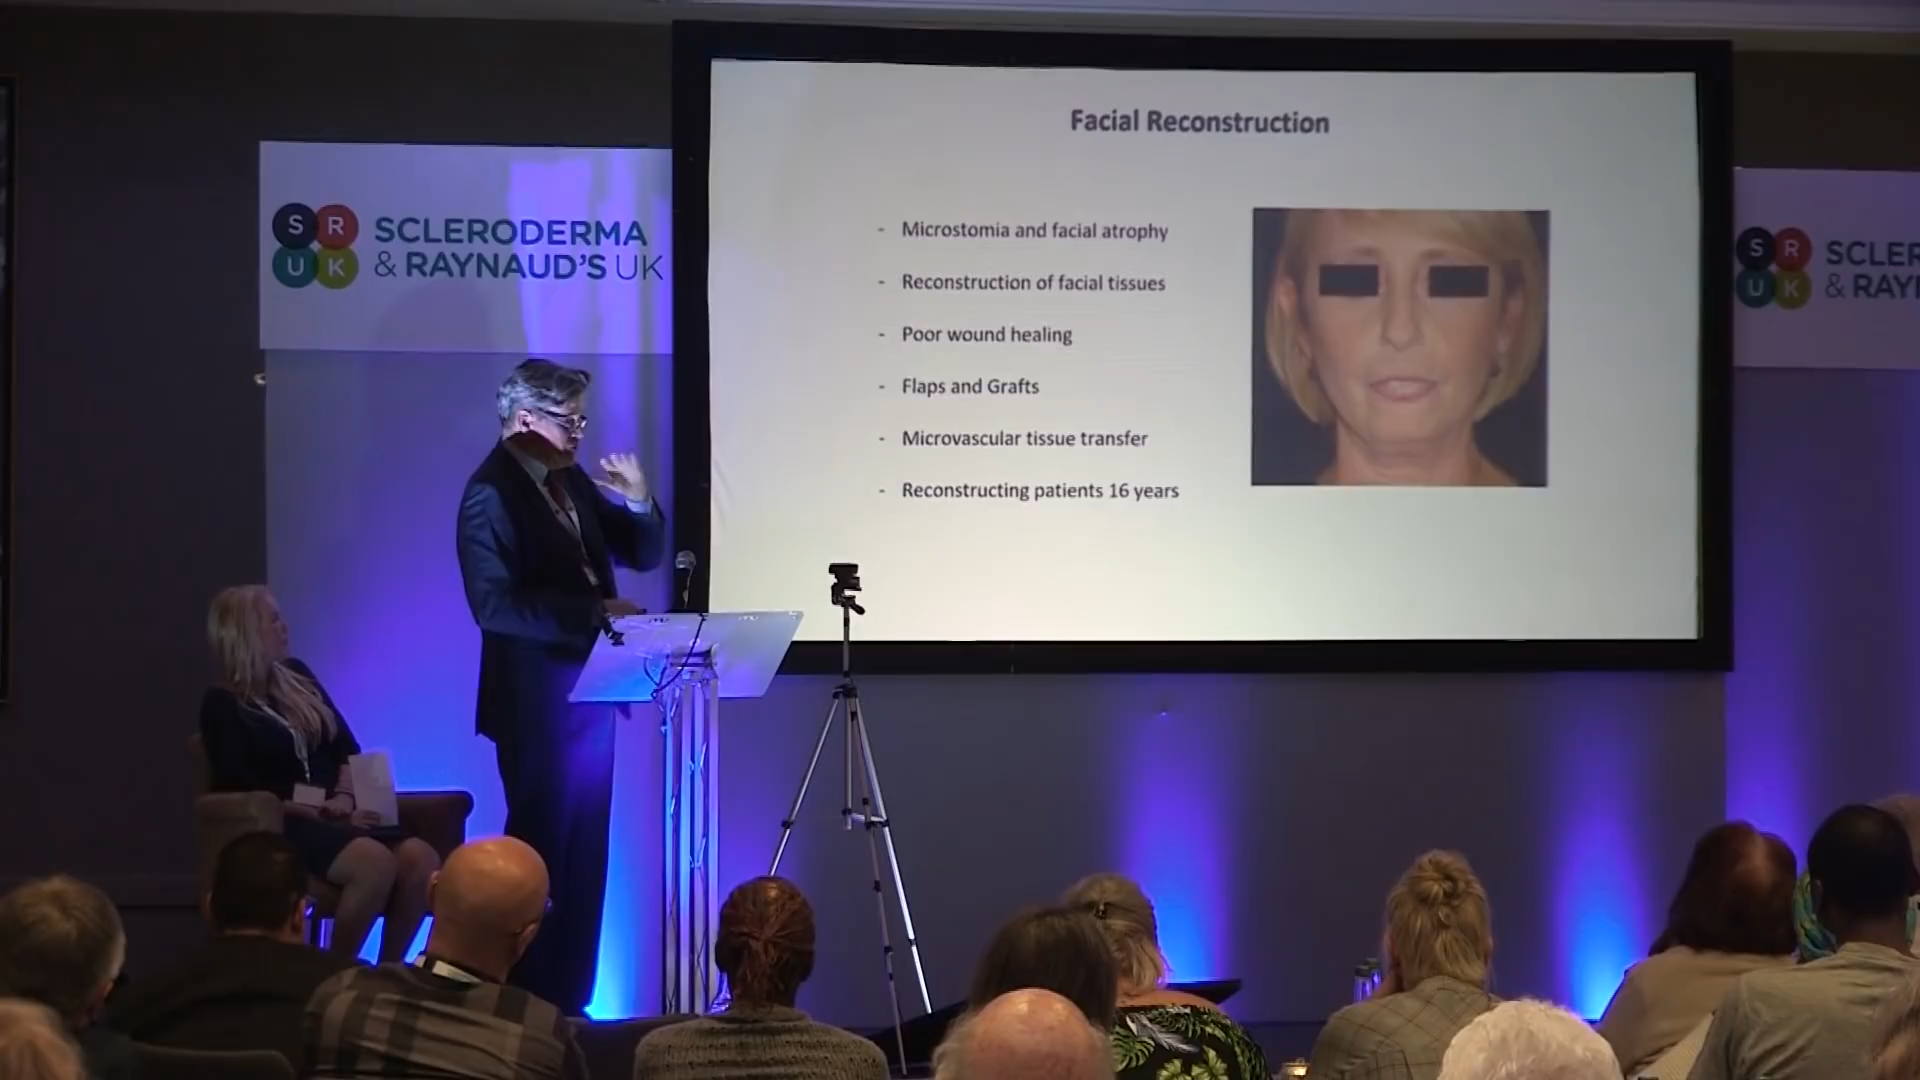 Facial Reconstruction
S R
U K
SCLERODERMA
& RAYNAUD'S UK
- Microstomia and facial atrophy
- Reconstruction of facial tissues
- Poor wound healing
- Flaps and Grafts
- Microvascular tissue transfer
- Reconstructing patients 16 years
S R
U K
SCLER
& RAY